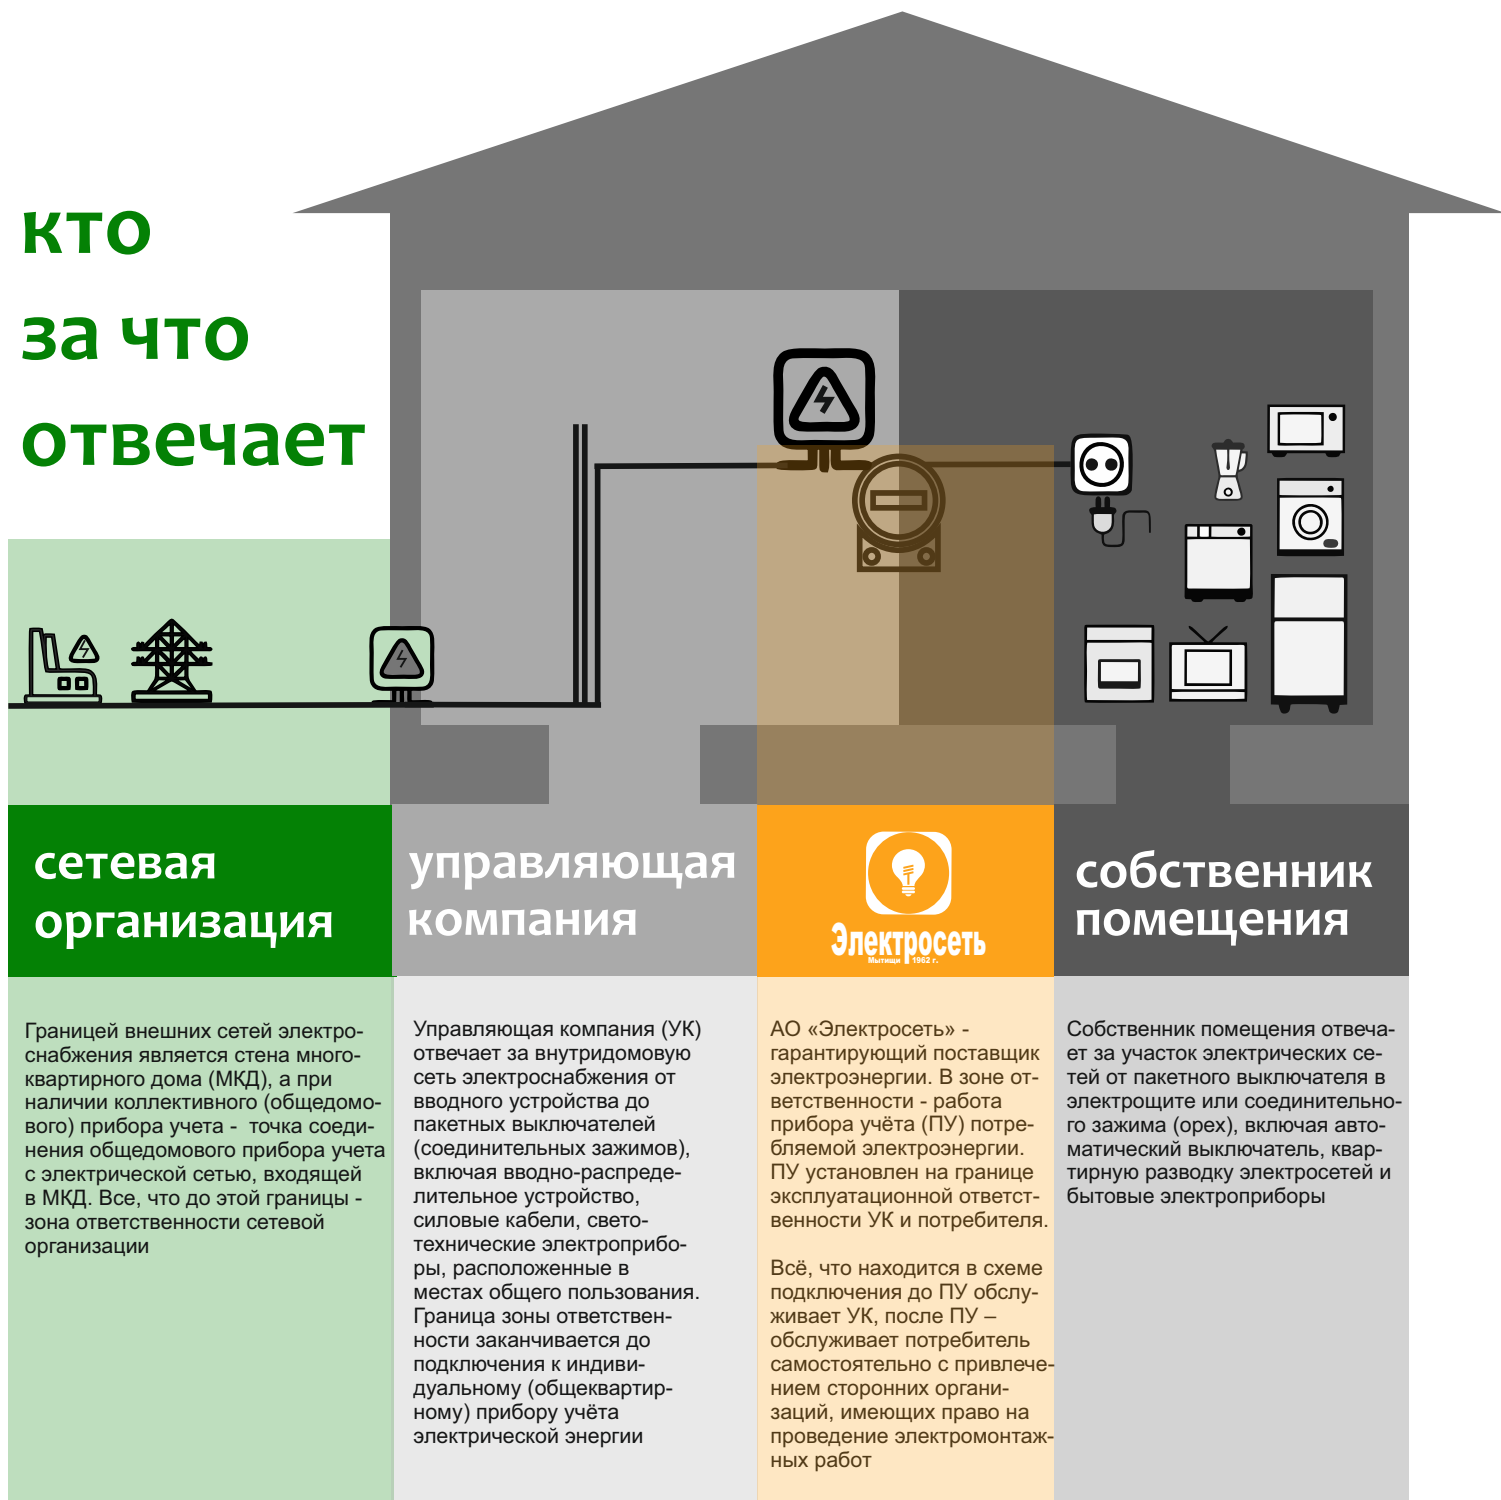 кто
за что
отвечает
сетевая
организация
Границей внешних сетей электро-
снабжения является стена много-
квартирного дома (МКД), а при
наличии коллективного (общедомо-
вого) прибора учета -  точка соеди-
нения общедомового прибора учета
с электрической сетью, входящей
в МКД. Все, что до этой границы -
зона ответственности сетевой
организации
управляющая
компания
Управляющая компания (УК)
отвечает за внутридомовую
сеть электроснабжения от
вводного устройства до
пакетных выключателей
(соединительных зажимов),
включая вводно-распреде-
лительное устройство,
силовые кабели, свето-
технические электроприбо-
ры, расположенные в
местах общего пользования.
Граница зоны ответствен-
ности заканчивается до
подключения к индиви-
дуальному (общеквартир-
ному) прибору учёта
электрической энергии
Электросеть
Мытищи 1962 г.
АО «Электросеть» -
гарантирующий поставщик
электроэнергии. В зоне от-
ветственности - работа
прибора учёта (ПУ) потре-
бляемой электроэнергии.
ПУ установлен на границе
эксплуатационной ответст-
венности УК и потребителя.
Всё, что находится в схеме
подключения до ПУ обслу-
живает УК, после ПУ –
обслуживает потребитель
самостоятельно с привлече-
нием сторонних органи-
заций, имеющих право на
проведение электромонтаж-
ных работ
собственник
помещения
Собственник помещения отвеча-
ет за участок электрических се-
тей от пакетного выключателя в
электрощите или соединительно-
го зажима (орех), включая авто-
матический выключатель, квар-
тирную разводку электросетей и
бытовые электроприборы